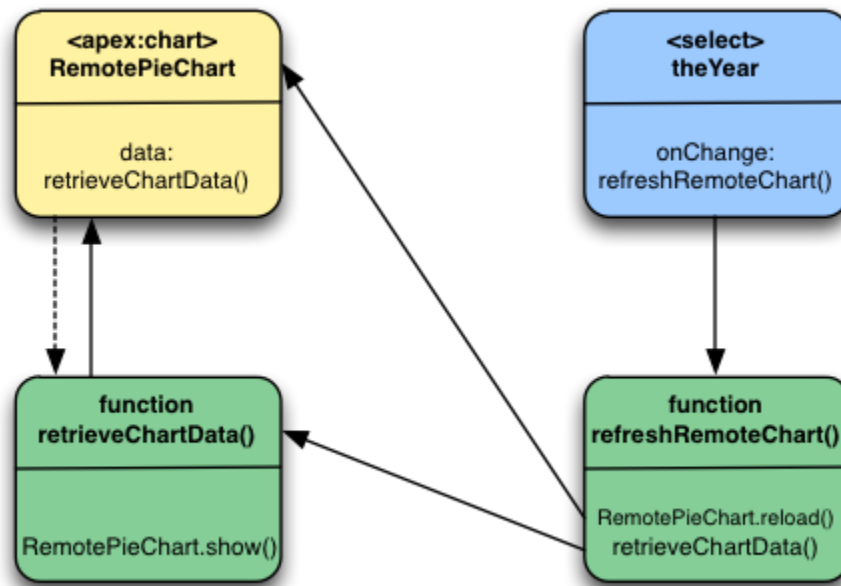 <apex:chart>
RemotePieChart
data:
retrieveChartData()
<select>
theYear
onChange:
refreshRemoteChart()
function
retrieveChartData()
RemotePieChart.show()
function
refreshRemoteChart()
RemotePieChart.reload()
retrieveChartData()